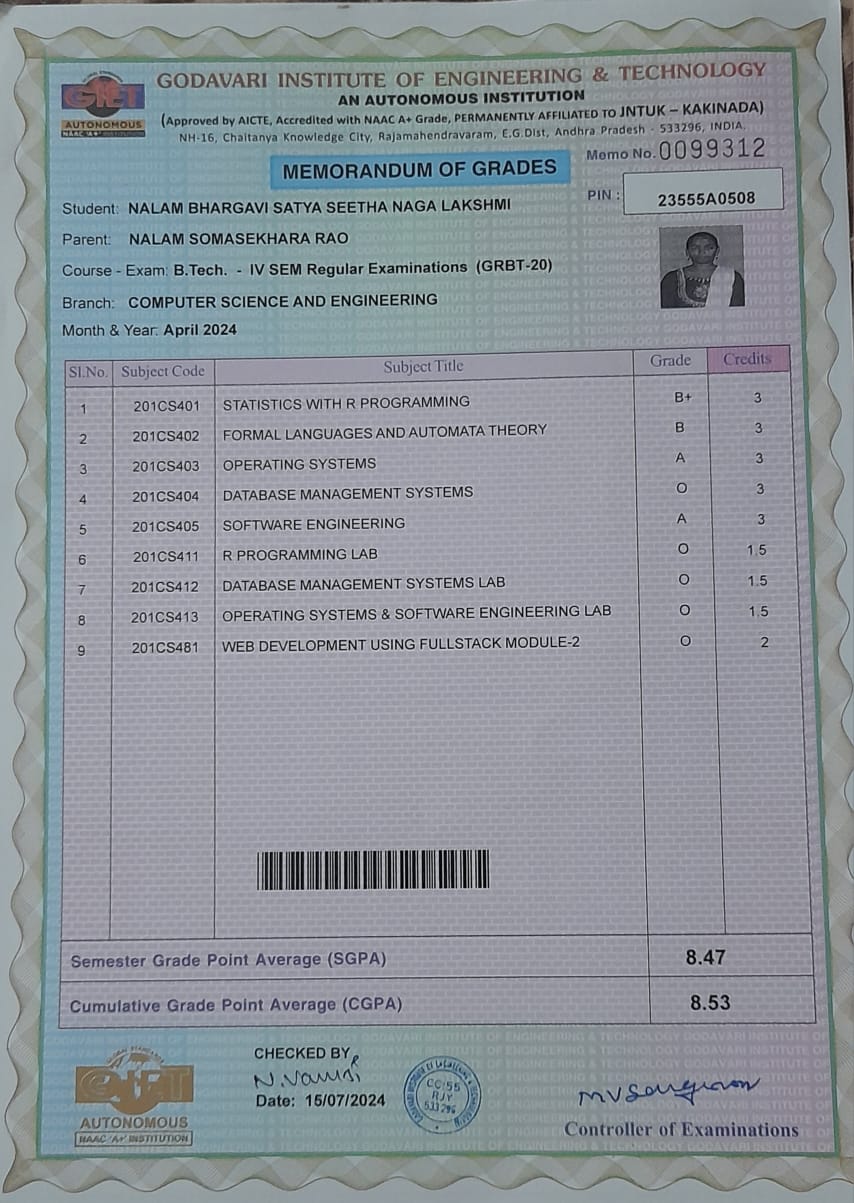 GODAVARI INSTITUTE OF ENGINEERING & TECHNOLOGY
AN AUTONOMOUS INSTITUTION
(Approved by AICTE, Accredited with NAAC A+ Grade, PERMANENTLY AFFILIATED TO JNTUK – KAKINADA)
NH-16, Chaitanya Knowledge City, Rajamahendravaram, E.G.Dist, Andhra Pradesh - 533296, INDIA.
GIET
AUTONOMOUS
NAAC 'A+' INSTITUTION
MEMORANDUM OF GRADES
Memo No. 0099312
PIN : 23555A0508
Student: NALAM BHARGAVI SATYA SEETHA NAGA LAKSHMI
Parent: NALAM SOMASEKHARA RAO
Course - Exam: B.Tech. - IV SEM Regular Examinations (GRBT-20)
Branch: COMPUTER SCIENCE AND ENGINEERING
Month & Year: April 2024
Sl.No. Subject Code Subject Title Grade Credits
1 201CS401 STATISTICS WITH R PROGRAMMING B+ 3
2 201CS402 FORMAL LANGUAGES AND AUTOMATA THEORY B 3
3 201CS403 OPERATING SYSTEMS A 3
4 201CS404 DATABASE MANAGEMENT SYSTEMS O 3
5 201CS405 SOFTWARE ENGINEERING A 3
6 201CS411 R PROGRAMMING LAB O 1.5
7 201CS412 DATABASE MANAGEMENT SYSTEMS LAB O 1.5
8 201CS413 OPERATING SYSTEMS & SOFTWARE ENGINEERING LAB O 1.5
9 201CS481 WEB DEVELOPMENT USING FULLSTACK MODULE-2 O 2
Semester Grade Point Average (SGPA) 8.47
Cumulative Grade Point Average (CGPA) 8.53
GIET
AUTONOMOUS
NAAC 'A+' INSTITUTION
CHECKED BY
N.Vamsi
Date: 15/07/2024
CC:55
RJY
533296
Controller of Examinations